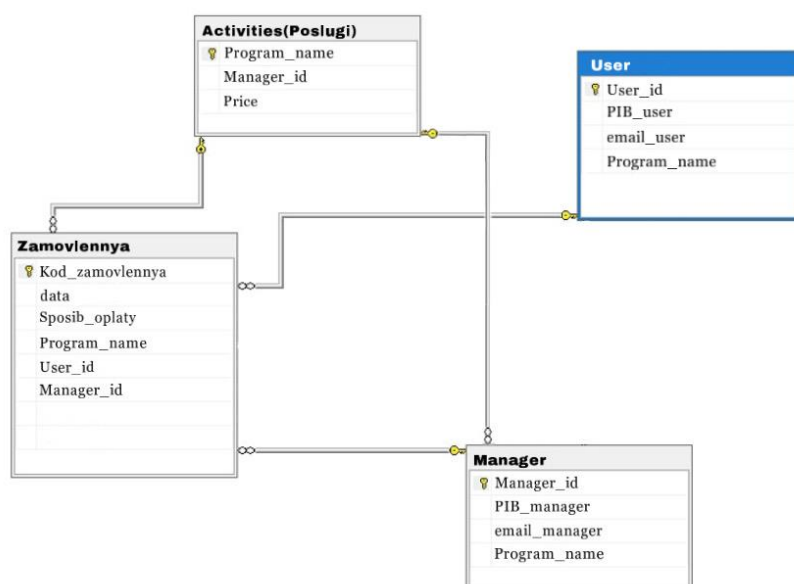 Activities(Poslugi)
Program_name
Manager_id
Price
User
User_id
PIB_user
email_user
Program_name
Zamovlennya
Kod_zamovlennya
data
Sposib_oplaty
Program_name
User_id
Manager_id
Manager
Manager_id
PIB_manager
email_manager
Program_name